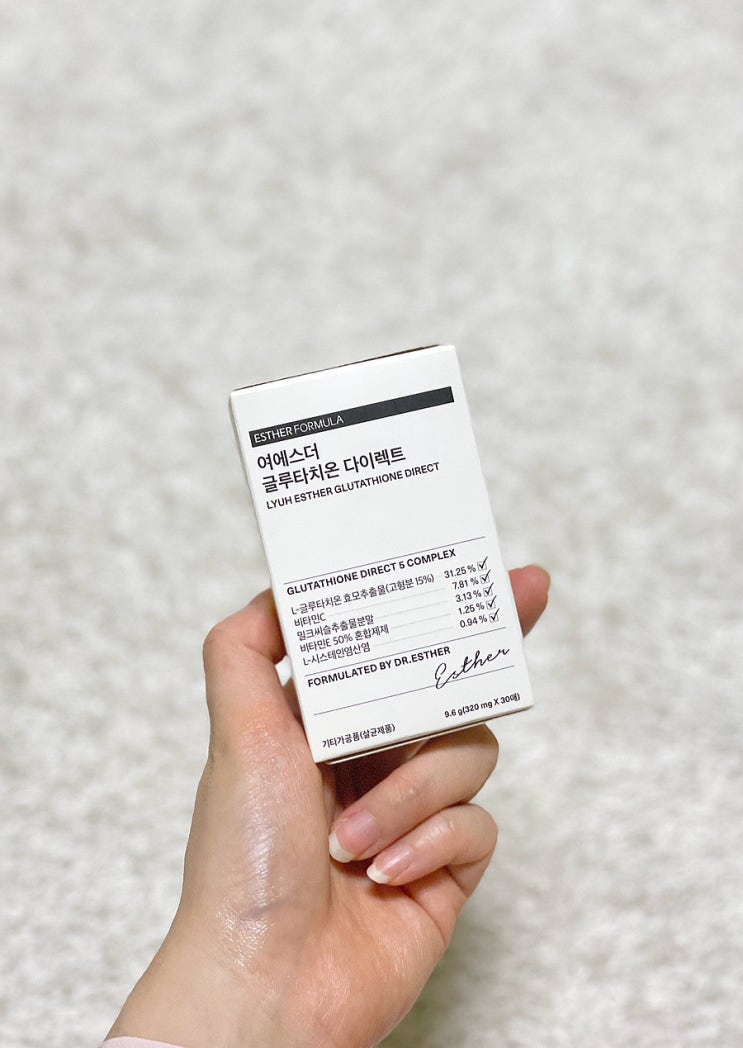 ESTHER FORMULA
여에스더
글루타치온 다이렉트
LYUH ESTHER GLUTATHIONE DIRECT
GLUTATHIONE DIRECT 5 COMPLEX
L-글루타치온 효모추출물(고형분 15%) 31.25 %
비타민C 7.81 %
밀크씨슬추출물분말 3.13 %
비타민E 50% 혼합제제 1.25 %
L-시스테인염산염 0.94 %
FORMULATED BY DR.ESTHER
Esther
9.6 g(320 mg X 30매)
기타가공품(살균제품)